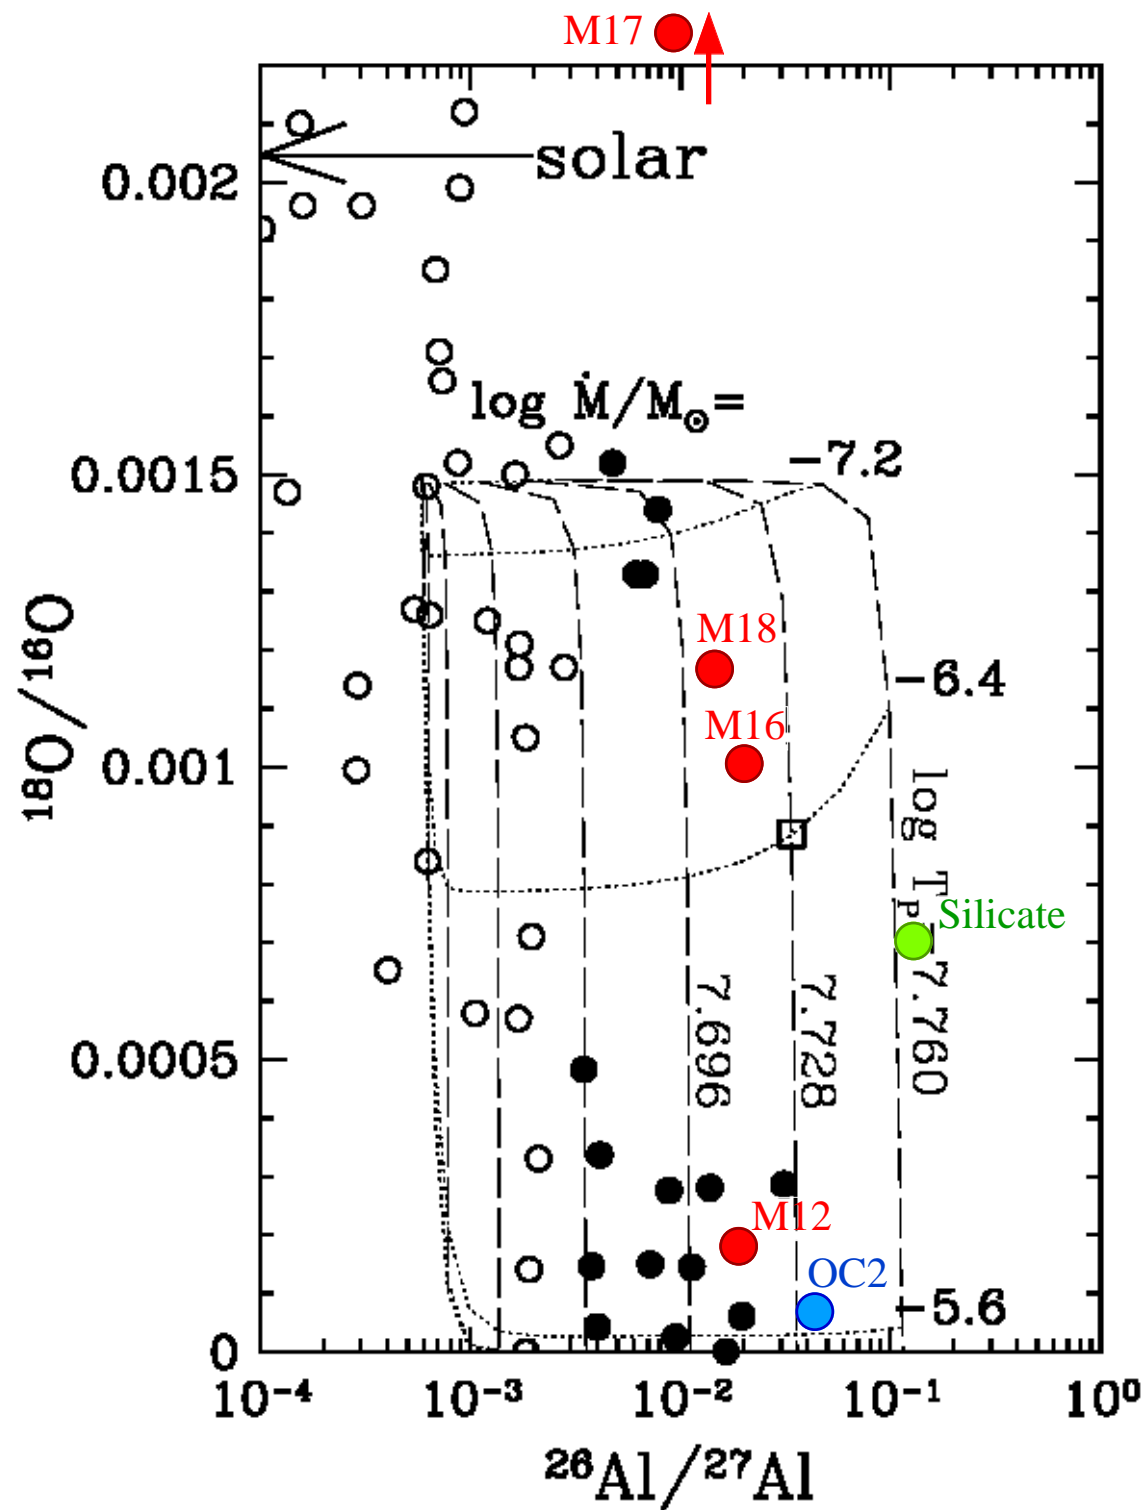 M17
solar
0.002
log Ṁ/M⊙=
−7.2
0.0015
M18
−6.4
M16
0.001
¹⁸O/¹⁶O
log T_P=7.760
Silicate
7.696
7.728
0.0005
M12
OC2
−5.6
0
10⁻⁴ 10⁻³ 10⁻² 10⁻¹ 10⁰
²⁶Al/²⁷Al